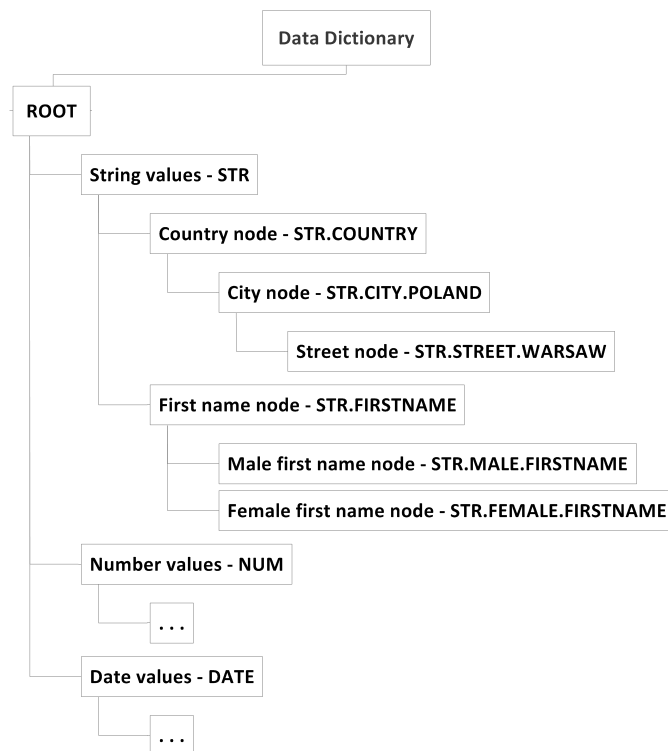 Data Dictionary
ROOT
String values - STR
Country node - STR.COUNTRY
City node - STR.CITY.POLAND
Street node - STR.STREET.WARSAW
First name node - STR.FIRSTNAME
Male first name node - STR.MALE.FIRSTNAME
Female first name node - STR.FEMALE.FIRSTNAME
Number values - NUM
. . .
Date values - DATE
. . .